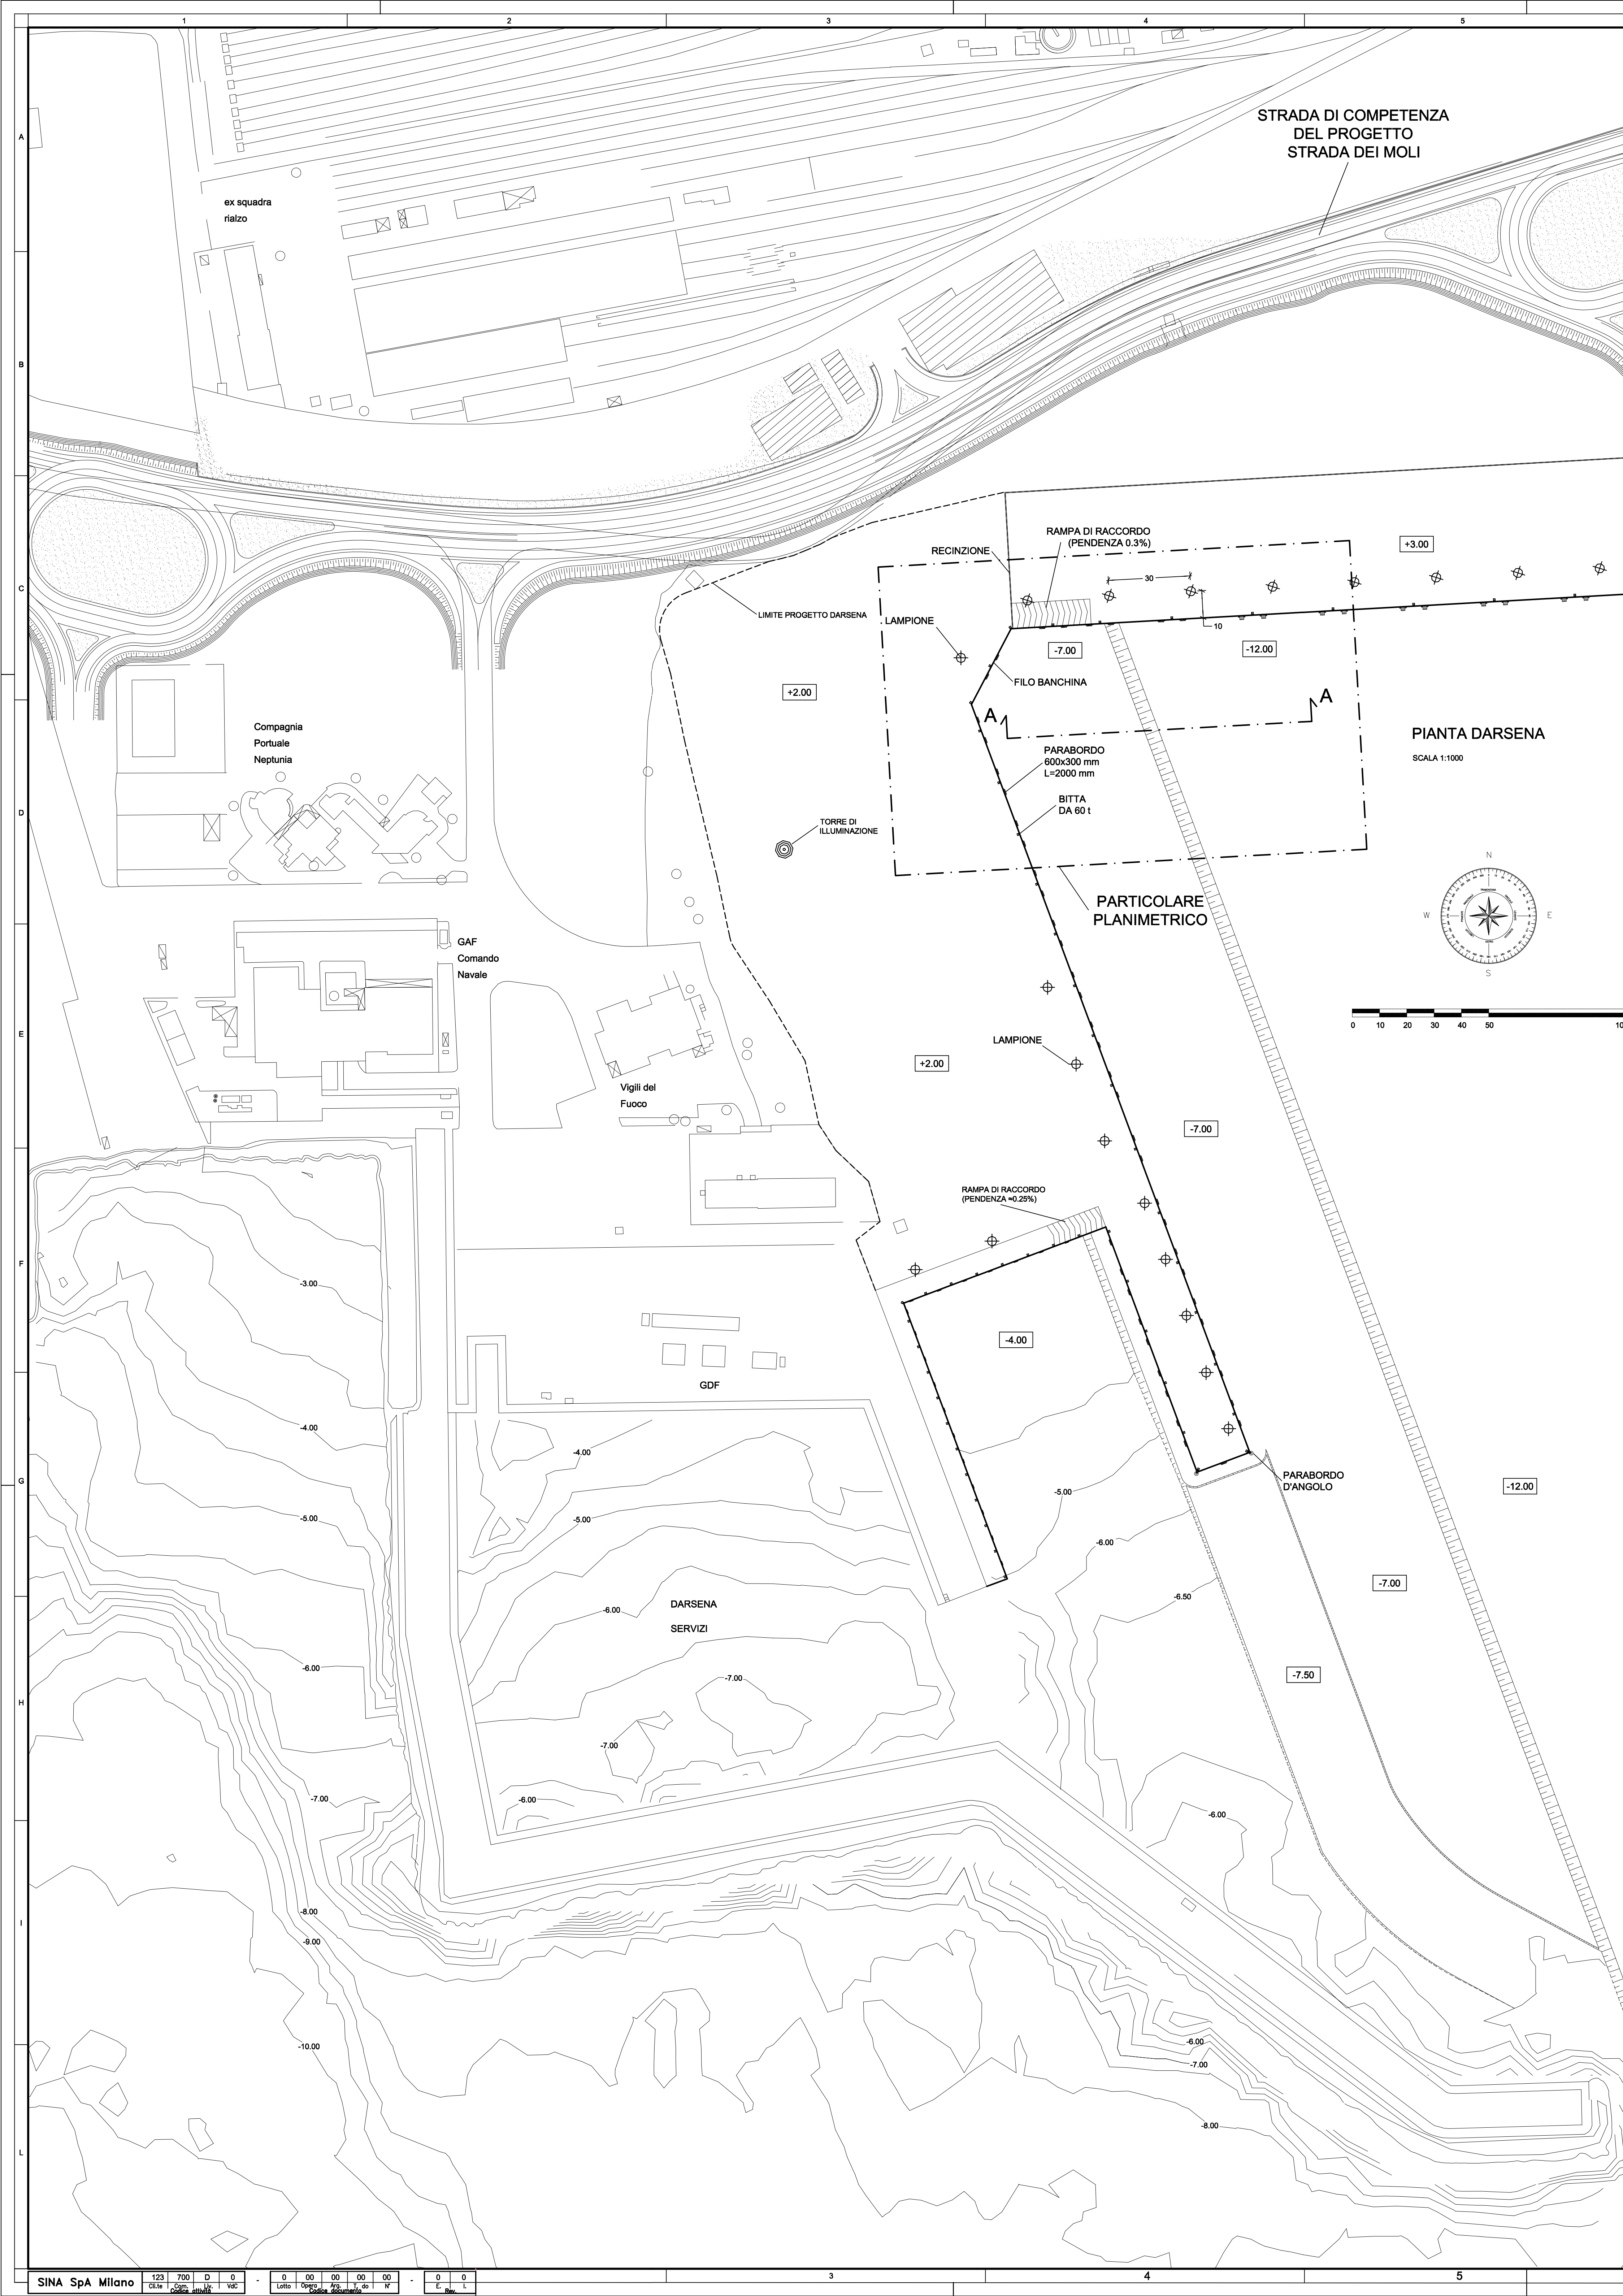 1 2 3 4 5
A
STRADA DI COMPETENZA
DEL PROGETTO
STRADA DEI MOLI
ex squadra
rialzo
B
RAMPA DI RACCORDO
(PENDENZA 0.3%)
+3.00
RECINZIONE
30
C
LIMITE PROGETTO DARSENA
LAMPIONE
10
-7.00
-12.00
FILO BANCHINA
+2.00
A
A
Compagnia
Portuale
Neptunia
PIANTA DARSENA
SCALA 1:1000
PARABORDO
600x300 mm
L=2000 mm
BITTA
DA 60 t
D
TORRE DI
ILLUMINAZIONE
N
PARTICOLARE
PLANIMETRICO
W
E
S
GAF
Comando
Navale
0 10 20 30 40 50 10
E
LAMPIONE
+2.00
Vigili del
Fuoco
-7.00
RAMPA DI RACCORDO
(PENDENZA ≈0.25%)
F
-3.00
-4.00
GDF
-4.00
-4.00
G
PARABORDO
D'ANGOLO
-12.00
-5.00
-5.00
-5.00
-6.00
-7.00
-6.50
DARSENA
-6.00
SERVIZI
-6.00
-7.50
-7.00
H
-7.00
-7.00
-6.00
-6.00
-8.00
I
-9.00
-6.00
-10.00
-7.00
-8.00
L
SINA SpA Milano
123 700 D 0 - 0 00 00 00 00 - 0 0
Cli.te Com. Liv. VdC Lotto Opera Arg. T. do N° E. I.
Codice attività Codice documento Rev.
3 4 5